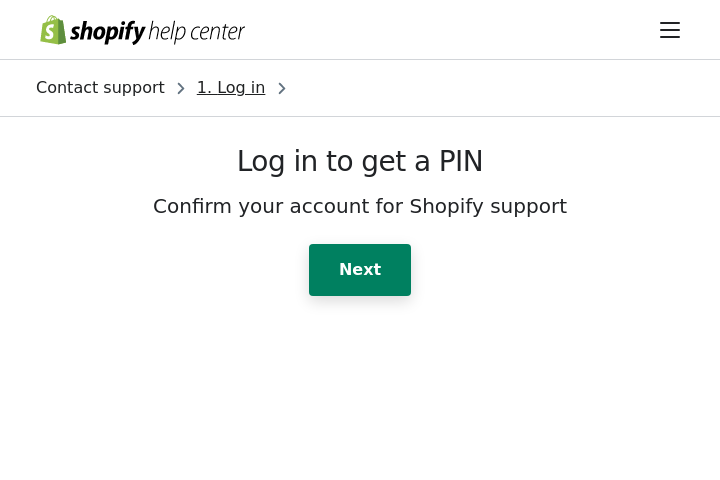 shopify help center
Contact support
1. Log in
Log in to get a PIN
Confirm your account for Shopify support
Next